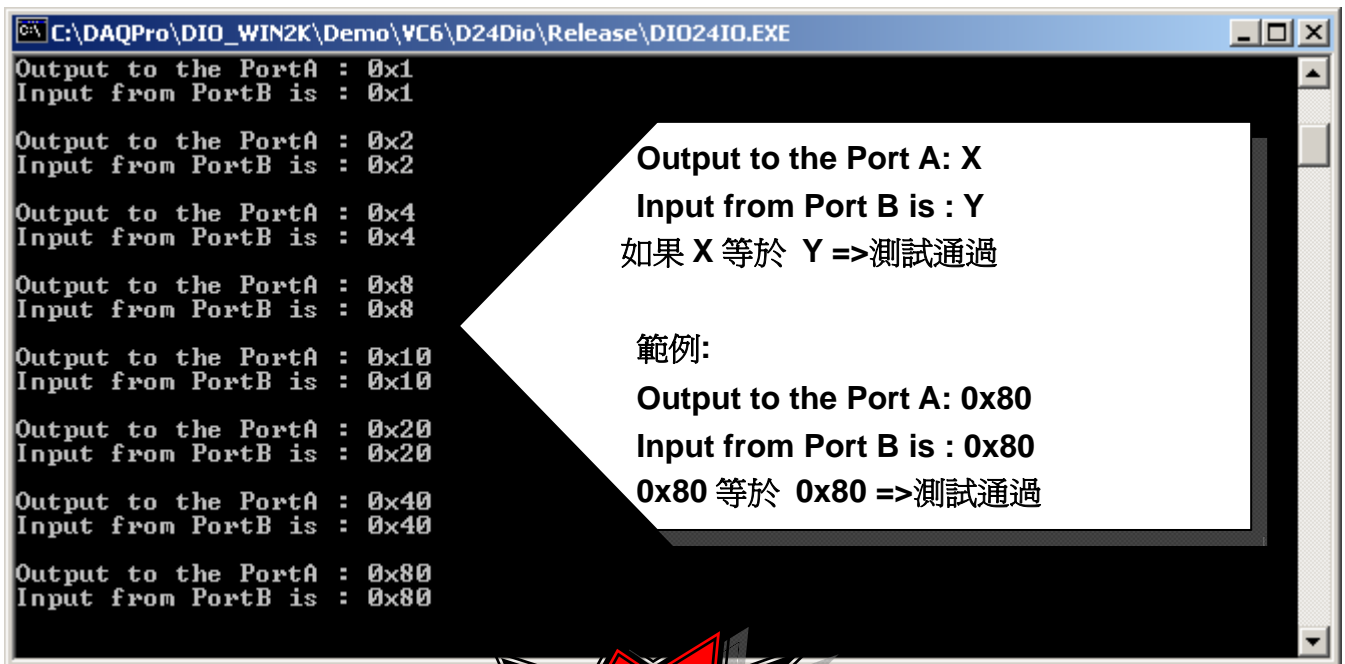 C:\DAQPro\DIO_WIN2K\Demo\VC6\D24Dio\Release\DIO24IO.EXE
Output to the PortA : 0x1
Input from PortB is : 0x1
Output to the PortA : 0x2
Input from PortB is : 0x2
Output to the PortA : 0x4
Input from PortB is : 0x4
Output to the PortA : 0x8
Input from PortB is : 0x8
Output to the PortA : 0x10
Input from PortB is : 0x10
Output to the PortA : 0x20
Input from PortB is : 0x20
Output to the PortA : 0x40
Input from PortB is : 0x40
Output to the PortA : 0x80
Input from PortB is : 0x80
Output to the Port A: X
Input from Port B is : Y
如果 X 等於 Y =>測試通過
範例:
Output to the Port A: 0x80
Input from Port B is : 0x80
0x80 等於 0x80 =>測試通過